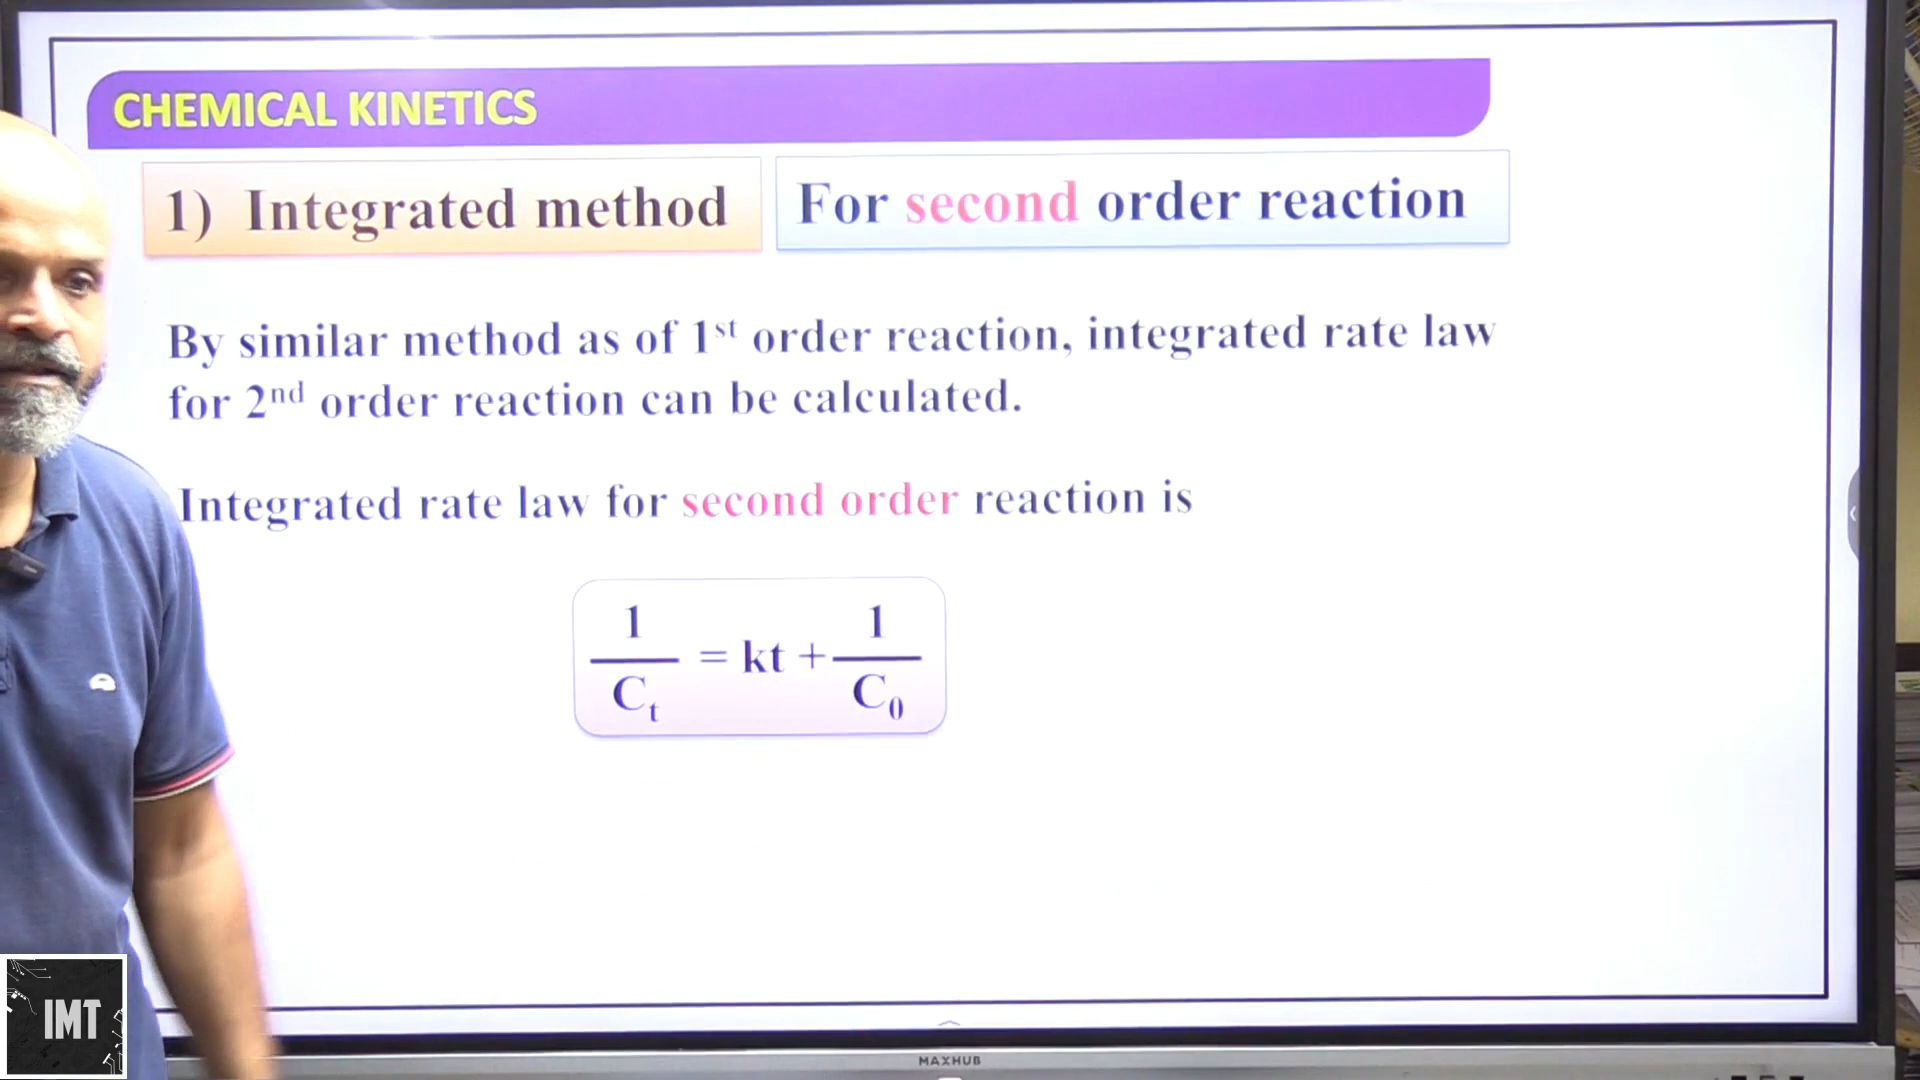 CHEMICAL KINETICS
1) Integrated method
For second order reaction
By similar method as of 1st order reaction, integrated rate law
for 2nd order reaction can be calculated.
Integrated rate law for second order reaction is
1/Cₜ = kt + 1/C₀
IMT
MAXHUB